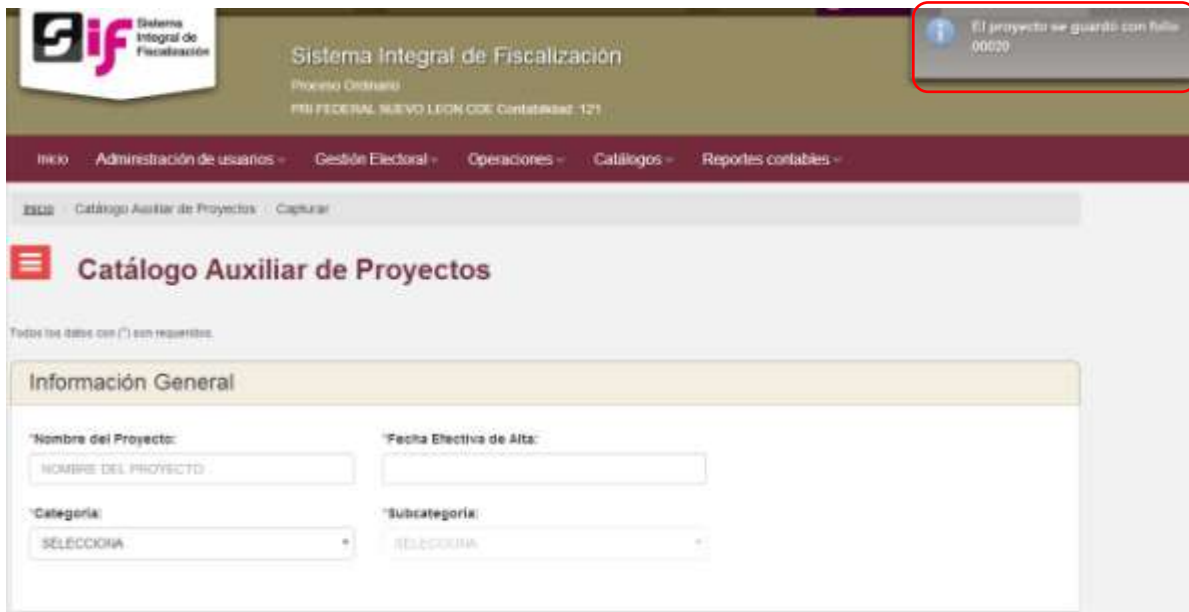 Sistema
Integral de
Fiscalización
El proyecto se guardó con folio
00020
Sistema Integral de Fiscalización
Proceso Ordinario
PRI FEDERAL NUEVO LEON CDE Contabilidad: 121
Inicio Administración de usuarios Gestión Electoral Operaciones Catálogos Reportes contables
Inicio Catálogo Auxiliar de Proyectos Capturar
Catálogo Auxiliar de Proyectos
Todos los datos con (*) son requeridos.
Información General
*Nombre del Proyecto: *Fecha Efectiva de Alta:
NOMBRE DEL PROYECTO
*Categoría: *Subcategoría:
SELECCIONA SELECCIONA